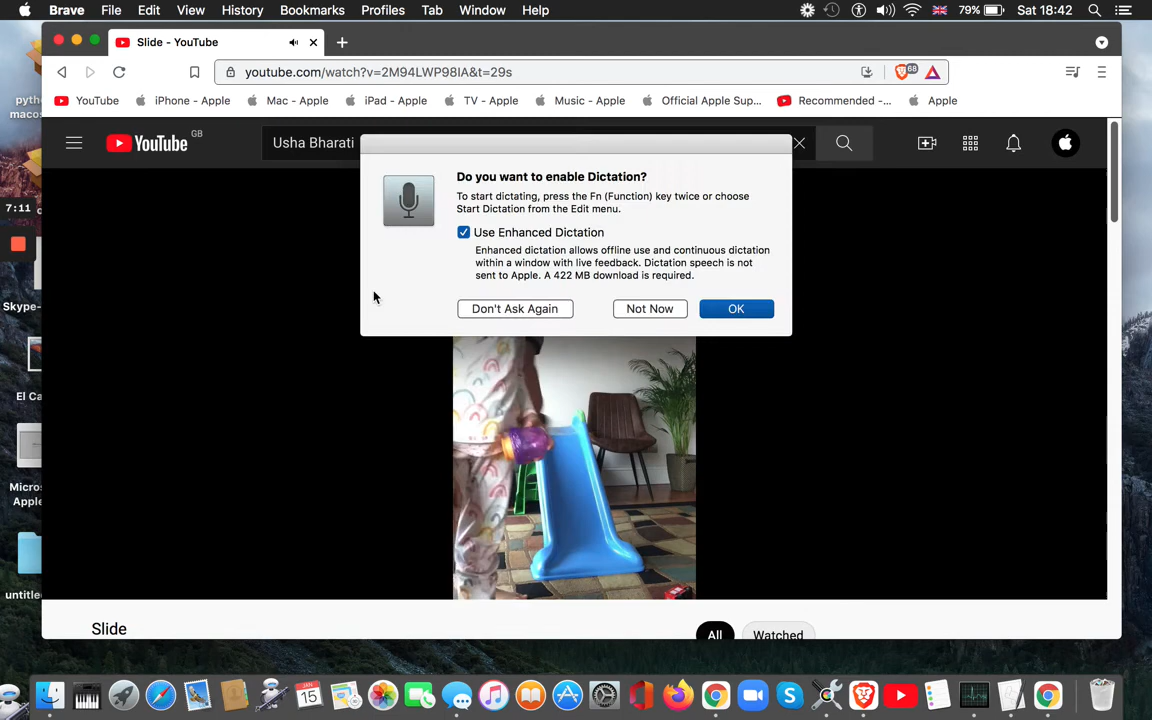 Brave File Edit View History Bookmarks Profiles Tab Window Help 79% Sat 18:42
Slide - YouTube
youtube.com/watch?v=2M94LWP98IA&t=29s 68
YouTube iPhone - Apple Mac - Apple iPad - Apple TV - Apple Music - Apple Official Apple Sup... Recommended -... Apple
YouTube GB Usha Bharati
Do you want to enable Dictation?
To start dictating, press the Fn (Function) key twice or choose
Start Dictation from the Edit menu.
Use Enhanced Dictation
Enhanced dictation allows offline use and continuous dictation
within a window with live feedback. Dictation speech is not
sent to Apple. A 422 MB download is required.
Don't Ask Again Not Now OK
pytho
macos
7:11
Skype-
El Ca
Micros
Apple
untitle
Slide
All Watched
JAN
15